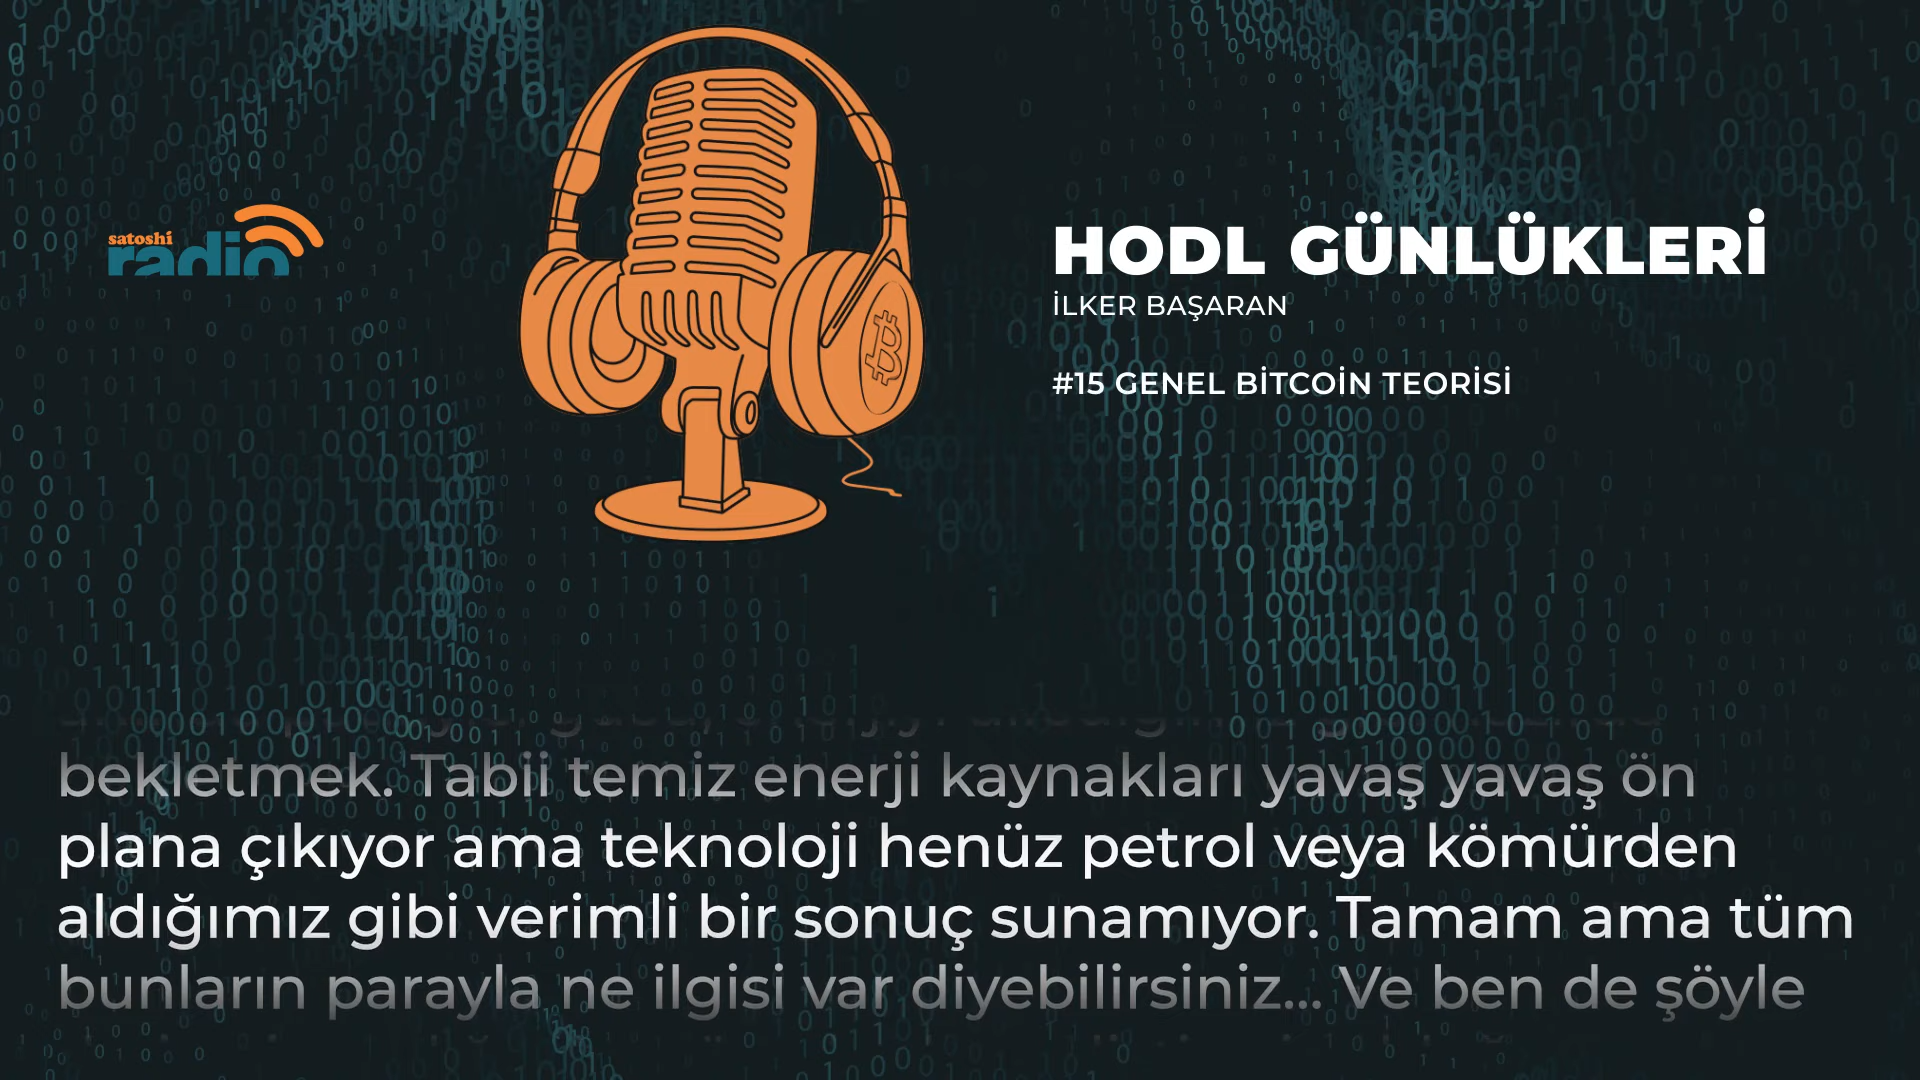 satoshi
radio
HODL GÜNLÜKLERİ
İLKER BAŞARAN
#15 GENEL BİTCOİN TEORİSİ
bekletmek. Tabii temiz enerji kaynakları yavaş yavaş ön
plana çıkıyor ama teknoloji henüz petrol veya kömürden
aldığımız gibi verimli bir sonuç sunamıyor. Tamam ama tüm
bunların parayla ne ilgisi var diyebilirsiniz... Ve ben de şöyle